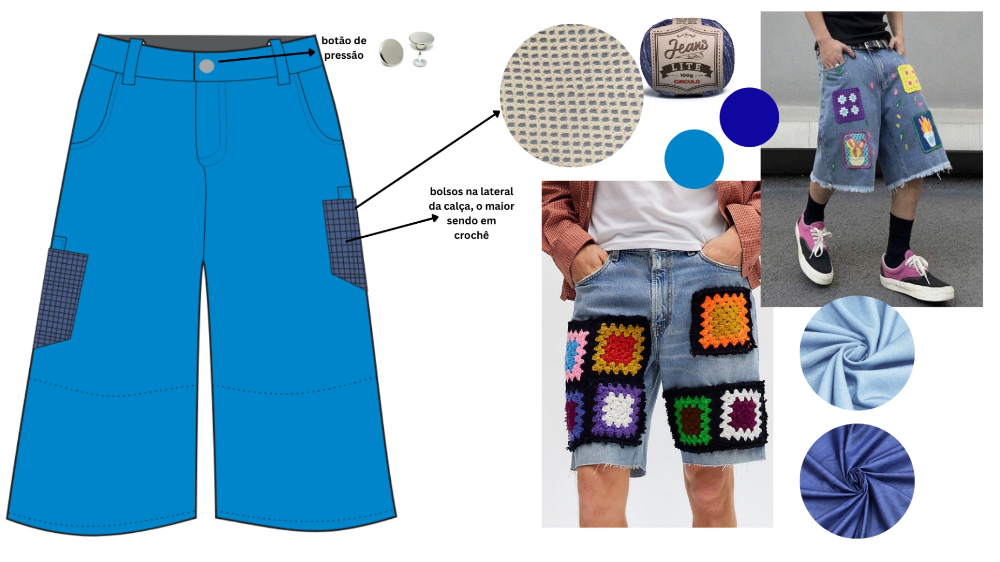 botão de
pressão
Jeans
LITE
100g
CIRCULO
bolsos na lateral
da calça, o maior
sendo em
crochê